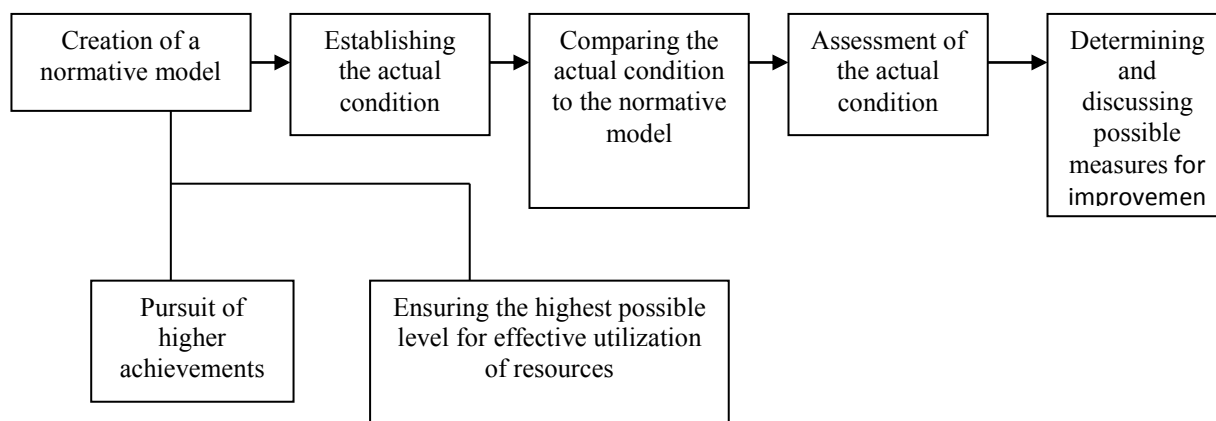 Creation of a
normative model
Establishing
the actual
condition
Comparing the
actual condition
to the normative
model
Assessment of
the actual
condition
Determining
and
discussing
possible
measures for
improvemen
Pursuit of
higher
achievements
Ensuring the highest possible
level for effective utilization
of resources